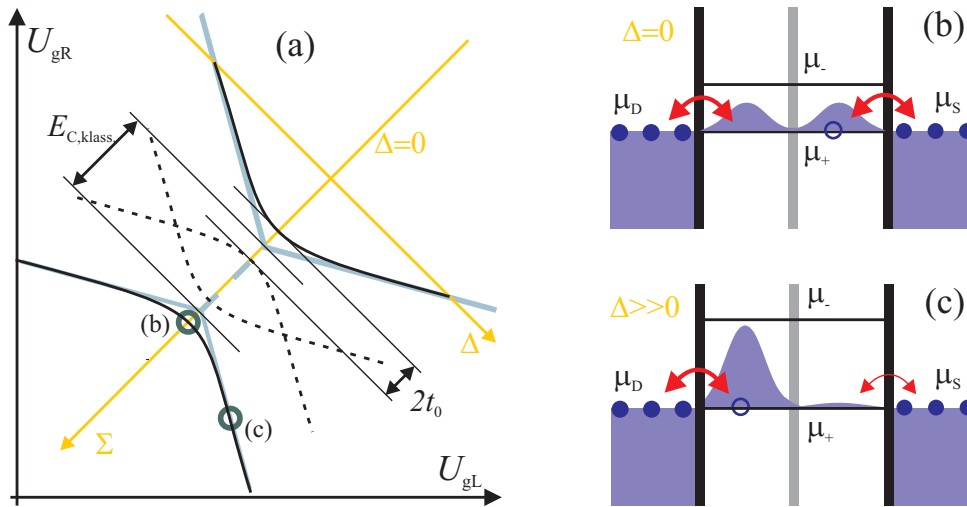 (a)
U_gR
E_C,klass.
Δ=0
(b)
(c)
Δ
2t_0
Σ
U_gL
Δ=0
(b)
μ_-
μ_D
μ_S
μ_+
Δ>>0
(c)
μ_-
μ_D
μ_S
μ_+